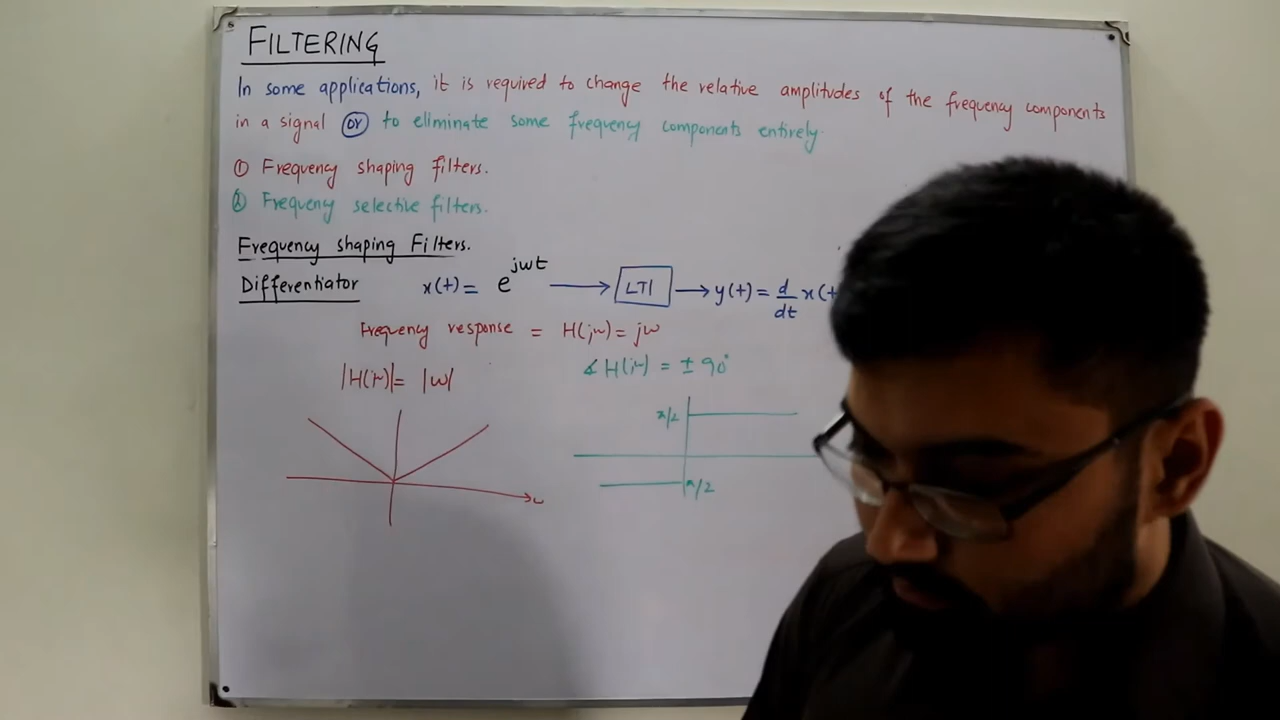 FILTERING
In some applications, it is required to change the relative amplitudes of the frequency components
in a signal or to eliminate some frequency components entirely.
① Frequency shaping filters.
② Frequency selective filters.
Frequency shaping Filters.
Differentiator x(t) = e^jwt → LTI → y(t) = d/dt x(t
Frequency response = H(jw) = jw
|H(jw)| = |w| ∡H(jw) = ± 90°
π/2
π/2
w